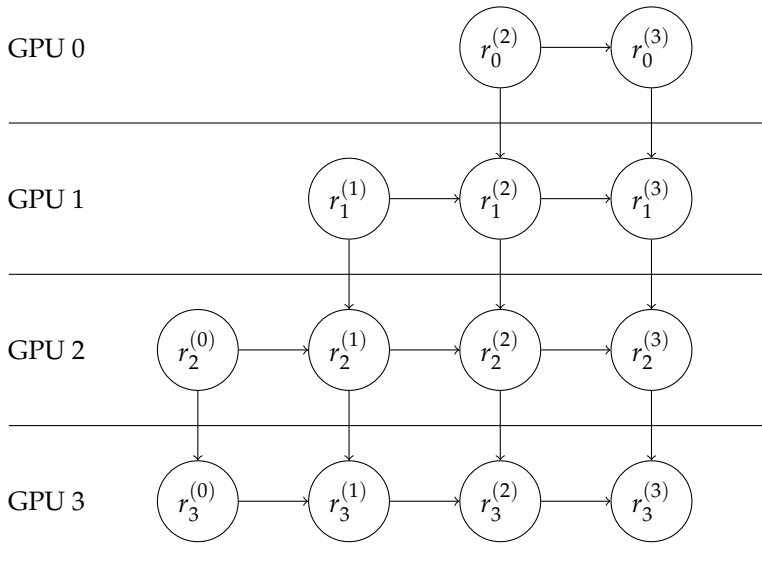 GPU 0 r_0^{(2)} r_0^{(3)}
GPU 1 r_1^{(1)} r_1^{(2)} r_1^{(3)}
GPU 2 r_2^{(0)} r_2^{(1)} r_2^{(2)} r_2^{(3)}
GPU 3 r_3^{(0)} r_3^{(1)} r_3^{(2)} r_3^{(3)}